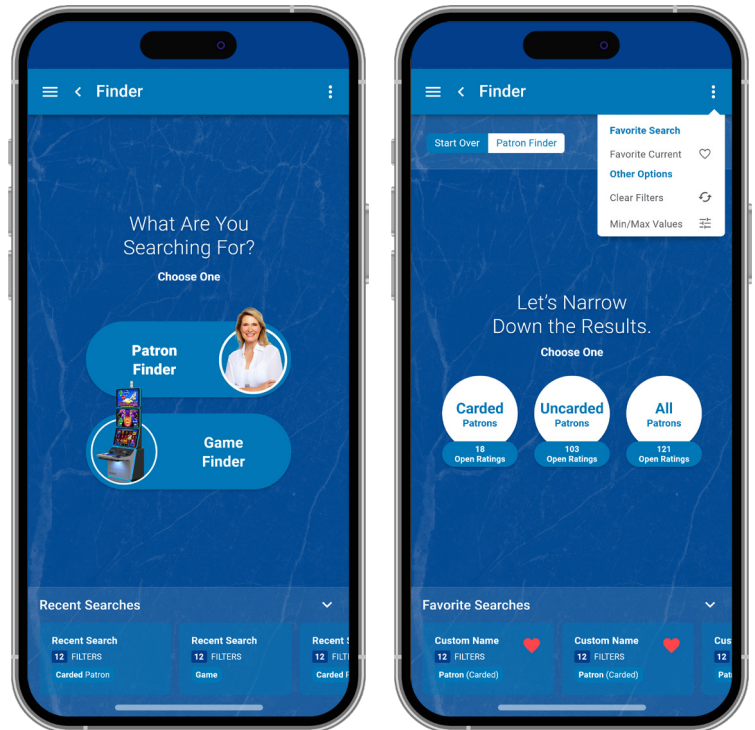 Finder
What Are You
Searching For?
Choose One
Patron
Finder
Game
Finder
Recent Searches
Recent Search
12 FILTERS
Carded Patron
Recent Search
12 FILTERS
Game
Recent
12
Carded
Finder
Start Over
Patron Finder
Favorite Search
Favorite Current
Other Options
Clear Filters
Min/Max Values
Let's Narrow
Down the Results.
Choose One
Carded
Patrons
18
Open Ratings
Uncarded
Patrons
103
Open Ratings
All
Patrons
121
Open Ratings
Favorite Searches
Custom Name
12 FILTERS
Patron (Carded)
Custom Name
12 FILTERS
Patron (Carded)
Cus
12
Pat